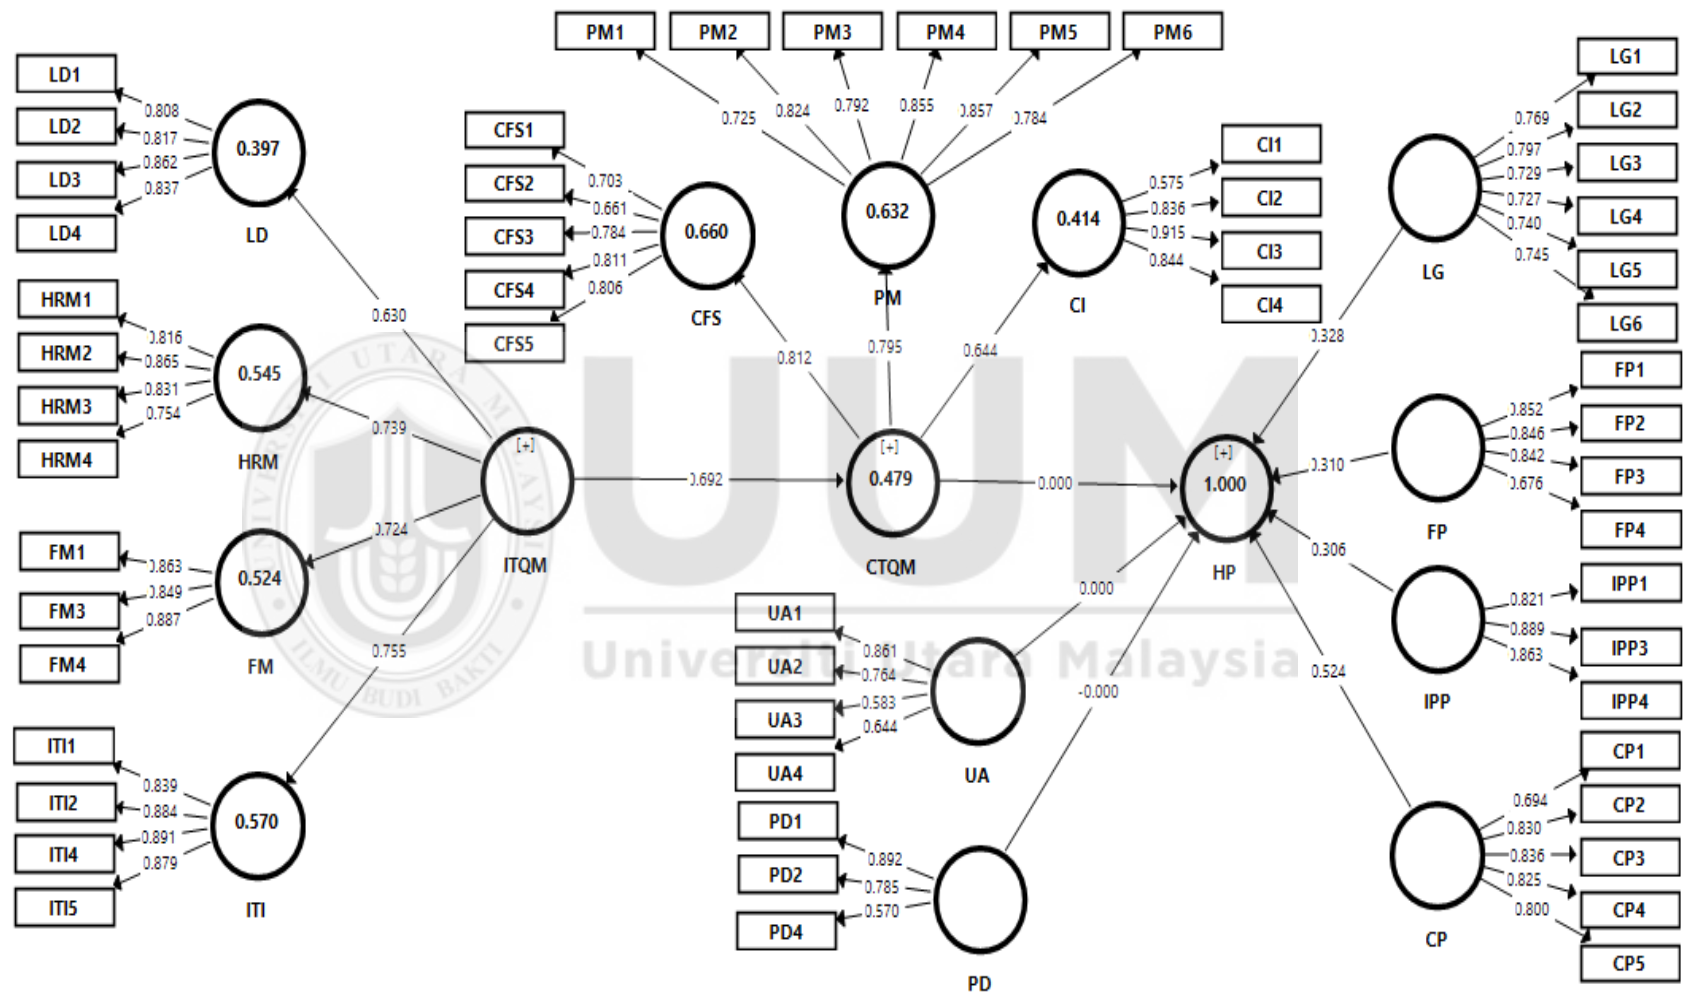 PM1 PM2 PM3 PM4 PM5 PM6
0.725 0.824 0.792 0.855 0.857 0.784
0.632
PM
LD1
LD2
LD3
LD4
0.808
0.817
0.862
0.837
0.397
LD
0.630
CFS1
CFS2
CFS3
CFS4
CFS5
0.703
0.661
0.784
0.811
0.806
0.660
CFS
0.812
0.795
0.644
0.414
CI
0.575
0.836
0.915
0.844
CI1
CI2
CI3
CI4
LG
0.769
0.797
0.729
0.727
0.740
0.745
LG1
LG2
LG3
LG4
LG5
LG6
0.328
HRM1
HRM2
HRM3
HRM4
0.816
0.865
0.831
0.754
0.545
HRM
0.739
[+]
ITQM
0.692
[+]
0.479
CTQM
0.000
[+]
1.000
HP
0.310
FP
0.852
0.846
0.842
0.676
FP1
FP2
FP3
FP4
FM1
FM3
FM4
0.863
0.849
0.887
0.524
FM
0.724
0.306
IPP
0.821
0.889
0.863
IPP1
IPP3
IPP4
ITI1
ITI2
ITI4
ITI5
0.839
0.884
0.891
0.879
0.570
ITI
0.755
UA1
UA2
UA3
UA4
0.861
0.764
0.583
0.644
UA
0.000
PD1
PD2
PD4
0.892
0.785
0.570
PD
-0.000
0.524
CP
0.694
0.830
0.836
0.825
0.800
CP1
CP2
CP3
CP4
CP5
UNIVERSITI UTARA MALAYSIA
ILMU BUDI BAKTI
UUM
Universiti Utara Malaysia